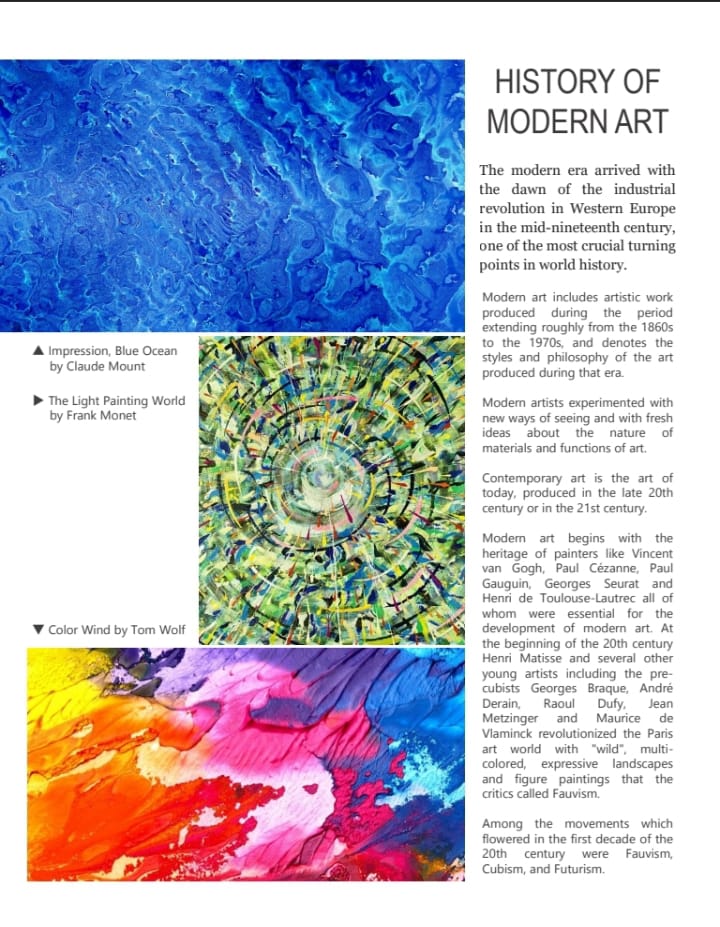 HISTORY OF
MODERN ART
The modern era arrived with
the dawn of the industrial
revolution in Western Europe
in the mid-nineteenth century,
one of the most crucial turning
points in world history.
Modern art includes artistic work
produced during the period
extending roughly from the 1860s
to the 1970s, and denotes the
styles and philosophy of the art
produced during that era.
Modern artists experimented with
new ways of seeing and with fresh
ideas about the nature of
materials and functions of art.
Contemporary art is the art of
today, produced in the late 20th
century or in the 21st century.
Modern art begins with the
heritage of painters like Vincent
van Gogh, Paul Cézanne, Paul
Gauguin, Georges Seurat and
Henri de Toulouse-Lautrec all of
whom were essential for the
development of modern art. At
the beginning of the 20th century
Henri Matisse and several other
young artists including the pre-
cubists Georges Braque, André
Derain, Raoul Dufy, Jean
Metzinger and Maurice de
Vlaminck revolutionized the Paris
art world with "wild", multi-
colored, expressive landscapes
and figure paintings that the
critics called Fauvism.
Among the movements which
flowered in the first decade of the
20th century were Fauvism,
Cubism, and Futurism.
▲ Impression, Blue Ocean
by Claude Mount
▶ The Light Painting World
by Frank Monet
▼ Color Wind by Tom Wolf